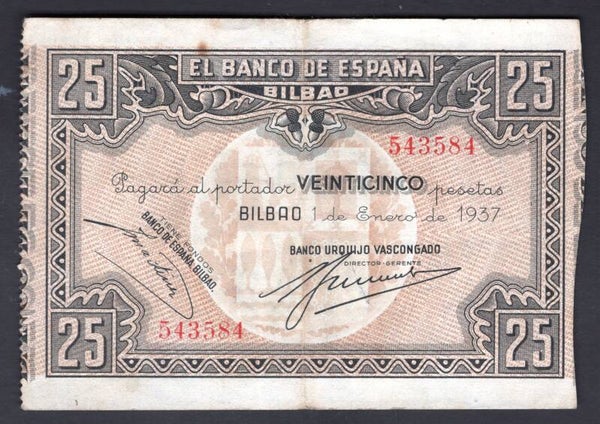 25 EL BANCO DE ESPAÑA 25
BILBAO
543584
Pagará al portador VEINTICINCO pesetas
BILBAO 1 de Enero de 1937
TIENE FONDOS
BANCO DE ESPAÑA, BILBAO.
BANCO URQUIJO VASCONGADO
DIRECTOR-GERENTE
543584
25 25